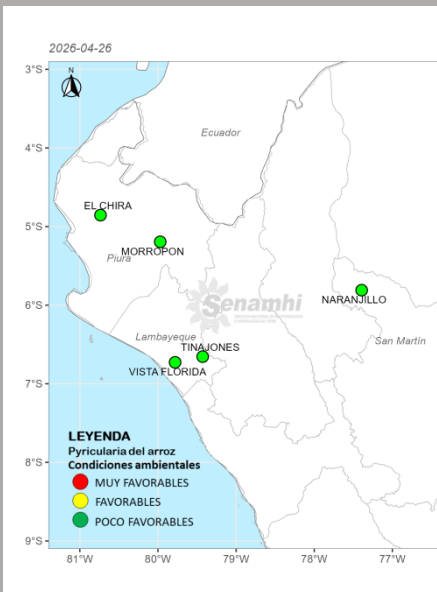 2026-04-26
N
3°S
4°S
5°S
6°S
7°S
8°S
9°S
Ecuador
EL CHIRA
MORROPON
Piura
Senamhi
NARANJILLO
Lambayeque
TINAJONES
San Martín
VISTA FLORIDA
LEYENDA
Pyricularia del arroz
Condiciones ambientales
MUY FAVORABLES
FAVORABLES
POCO FAVORABLES
81°W 80°W 79°W 78°W 77°W